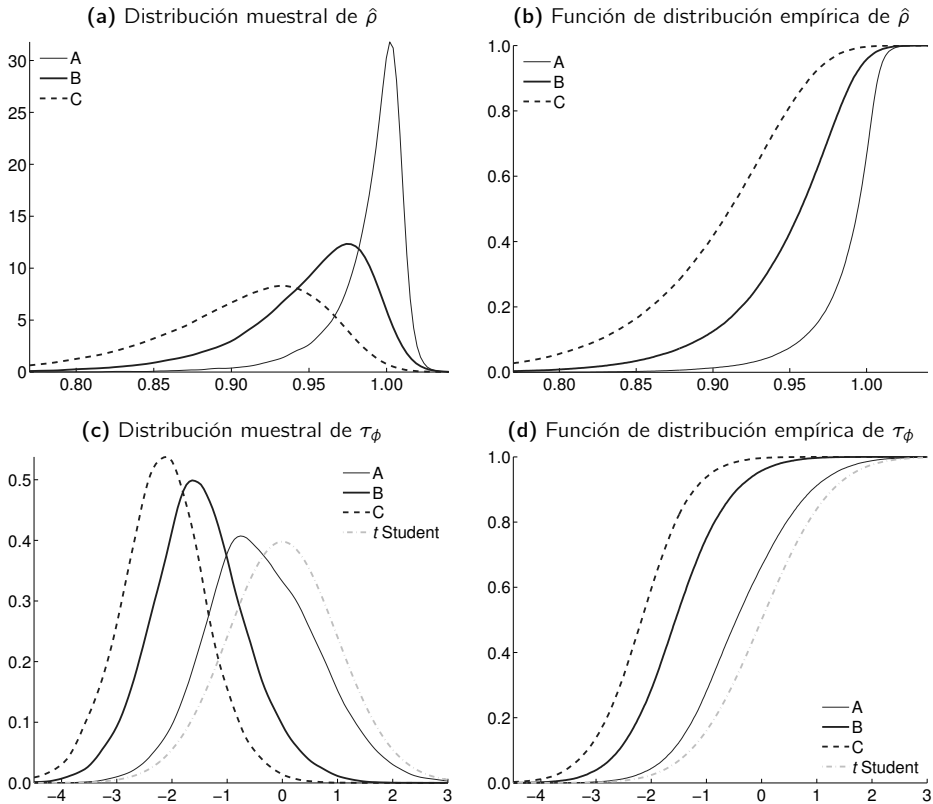 (a) Distribución muestral de ρ̂
30
25
20
15
10
5
0
0.80 0.85 0.90 0.95 1.00
A
B
C
(b) Función de distribución empírica de ρ̂
1.0
0.8
0.6
0.4
0.2
0.0
0.80 0.85 0.90 0.95 1.00
A
B
C
(c) Distribución muestral de τϕ
0.5
0.4
0.3
0.2
0.1
0.0
−4 −3 −2 −1 0 1 2 3
A
B
C
t Student
(d) Función de distribución empírica de τϕ
1.0
0.8
0.6
0.4
0.2
0.0
−4 −3 −2 −1 0 1 2 3
A
B
C
t Student